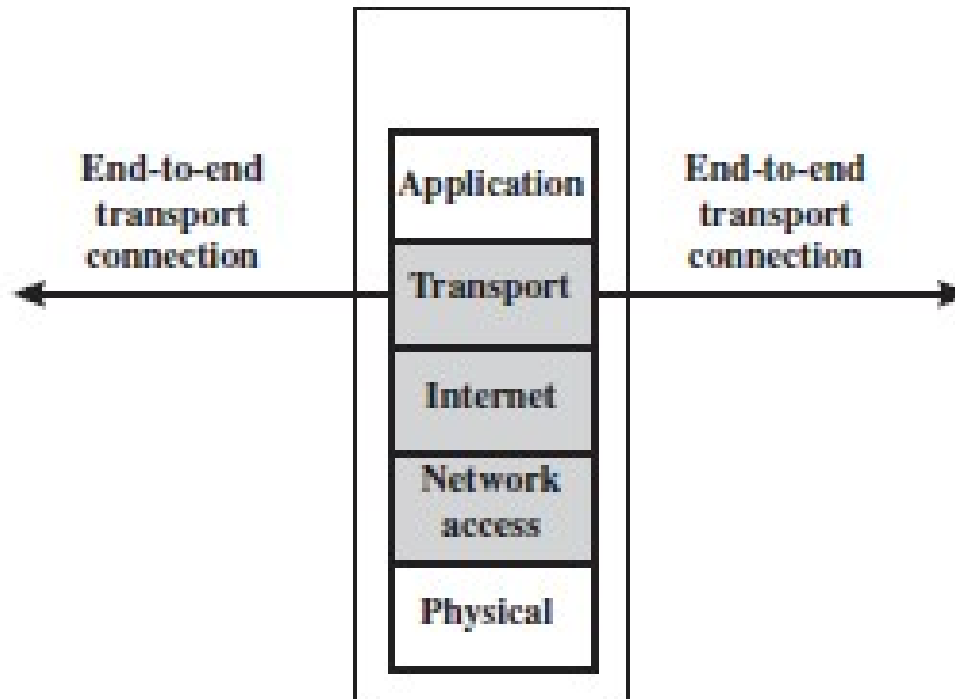 End-to-end
transport
connection
Application
Transport
Internet
Network
access
Physical
End-to-end
transport
connection